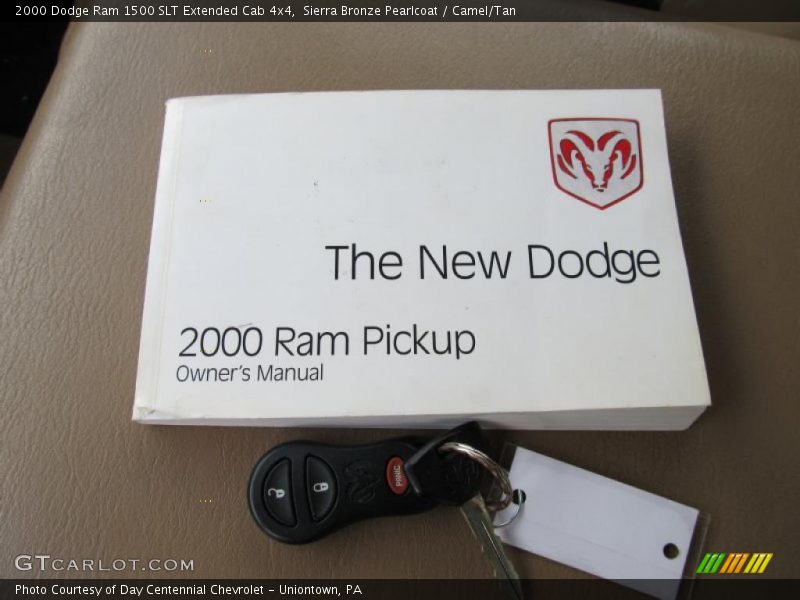 2000 Dodge Ram 1500 SLT Extended Cab 4x4,  Sierra Bronze Pearlcoat / Camel/Tan
The New Dodge
2000 Ram Pickup
Owner's Manual
PANIC
GTCARLOT.COM
Photo Courtesy of Day Centennial Chevrolet - Uniontown, PA